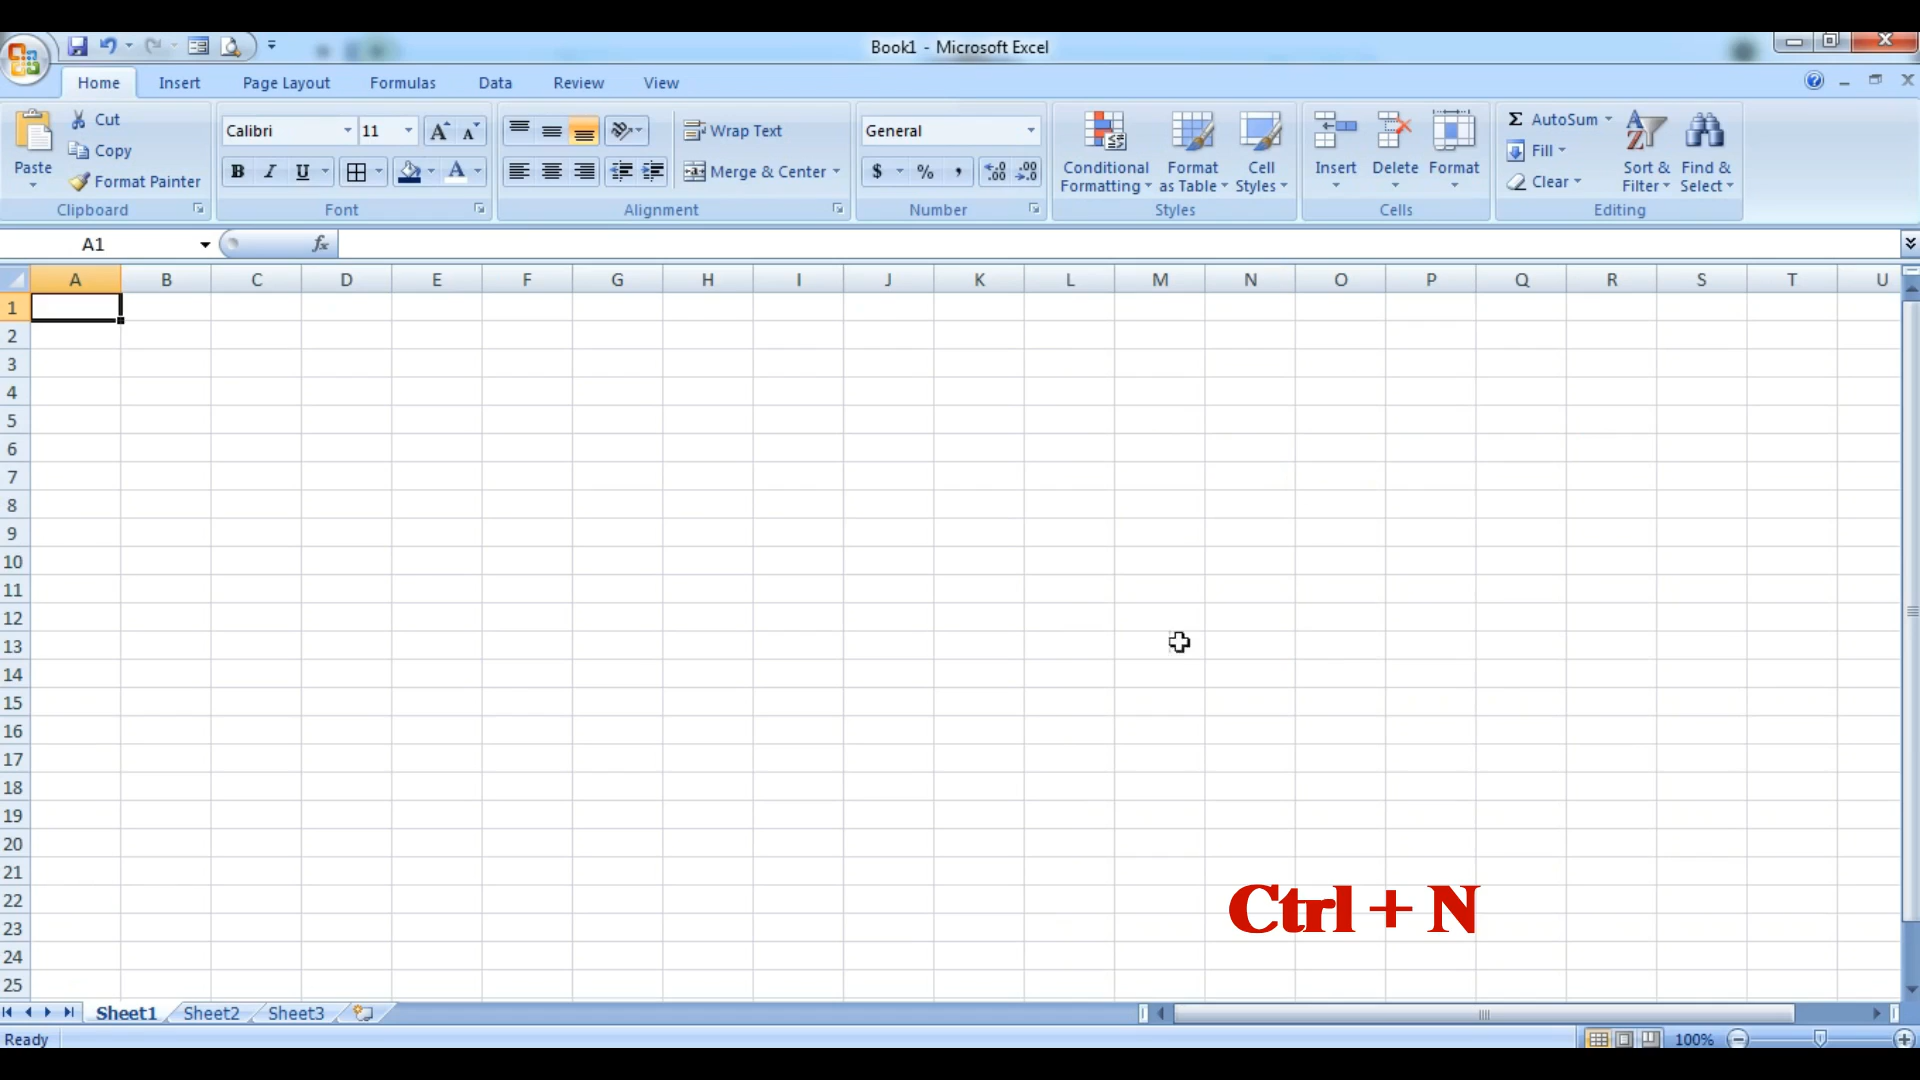 Book1 - Microsoft Excel
Home Insert Page Layout Formulas Data Review View
Paste
Cut
Copy
Format Painter
Clipboard
Calibri 11
B I U
Font
Wrap Text
Merge & Center
Alignment
General
$ % ,
Number
Conditional Formatting
Format as Table
Cell Styles
Styles
Insert Delete Format
Cells
Σ AutoSum
Fill
Clear
Sort & Filter
Find & Select
Editing
A1 fx
A B C D E F G H I J K L M N O P Q R S T U
1
2
3
4
5
6
7
8
9
10
11
12
13
14
15
16
17
18
19
20
21
22
23
24
25
Ctrl + N
Sheet1 Sheet2 Sheet3
Ready 100%